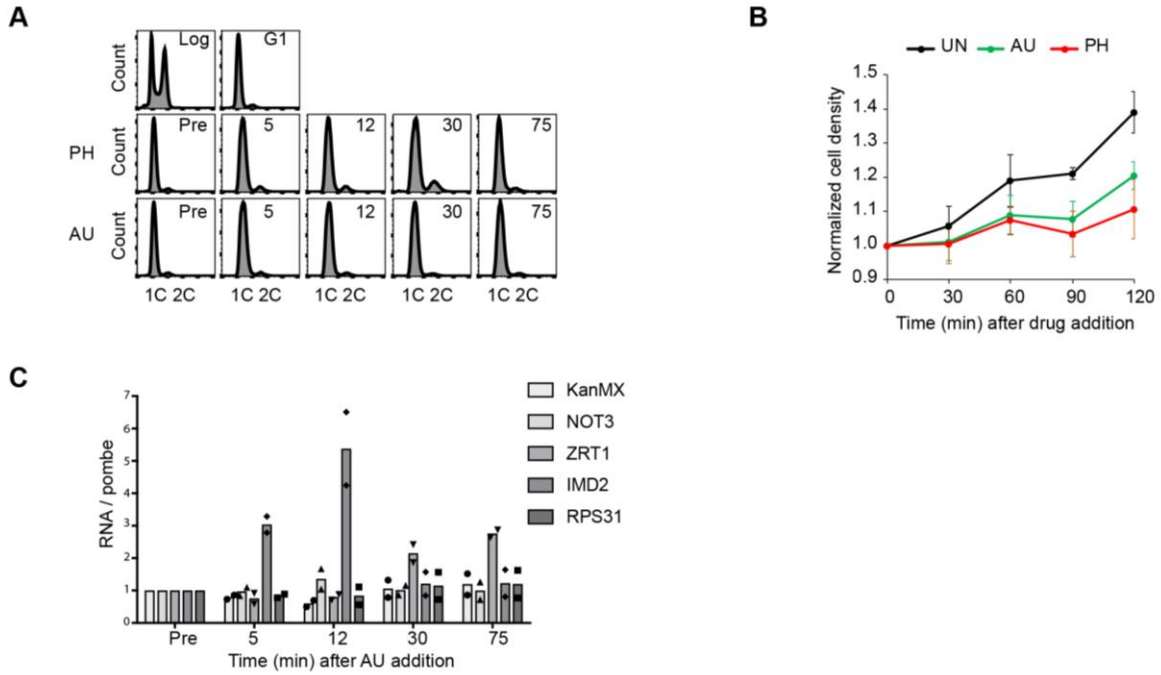 A
Log
G1
Count
PH
Count
Pre
5
12
30
75
AU
Count
Pre
5
12
30
75
1C 2C
1C 2C
1C 2C
1C 2C
1C 2C
B
UN
AU
PH
Normalized cell density
1.5
1.4
1.3
1.2
1.1
1.0
0.9
0 30 60 90 120
Time (min) after drug addition
C
RNA / pombe
7
6
5
4
3
2
1
0
Pre 5 12 30 75
Time (min) after AU addition
KanMX
NOT3
ZRT1
IMD2
RPS31